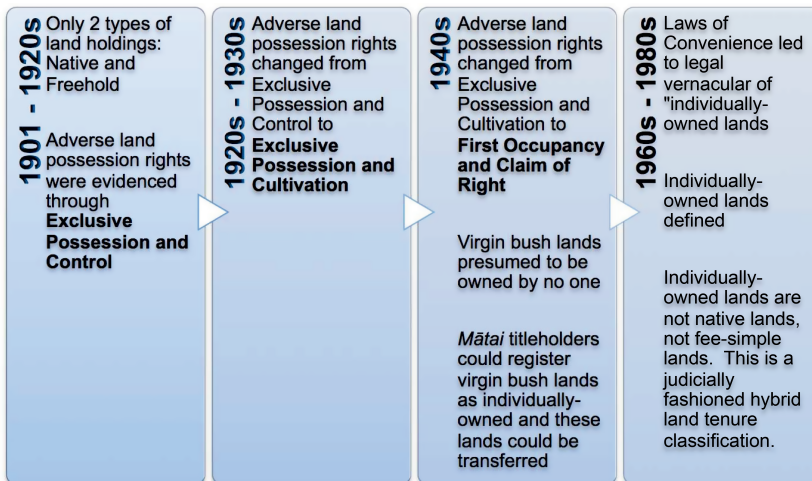 1901 - 1920s
Only 2 types of
land holdings:
Native and
Freehold
Adverse land
possession rights
were evidenced
through
Exclusive
Possession and
Control
1920s - 1930s
Adverse land
possession rights
changed from
Exclusive
Possession and
Control to
Exclusive
Possession and
Cultivation
1940s
Adverse land
possession rights
changed from
Exclusive
Possession and
Cultivation to
First Occupancy
and Claim of
Right
Virgin bush lands
presumed to be
owned by no one
Mātai titleholders
could register
virgin bush lands
as individually-
owned and these
lands could be
transferred
1960s - 1980s
Laws of
Convenience led
to legal
vernacular of
"individually-
owned lands
Individually-
owned lands
defined
Individually-
owned lands are
not native lands,
not fee-simple
lands. This is a
judicially
fashioned hybrid
land tenure
classification.